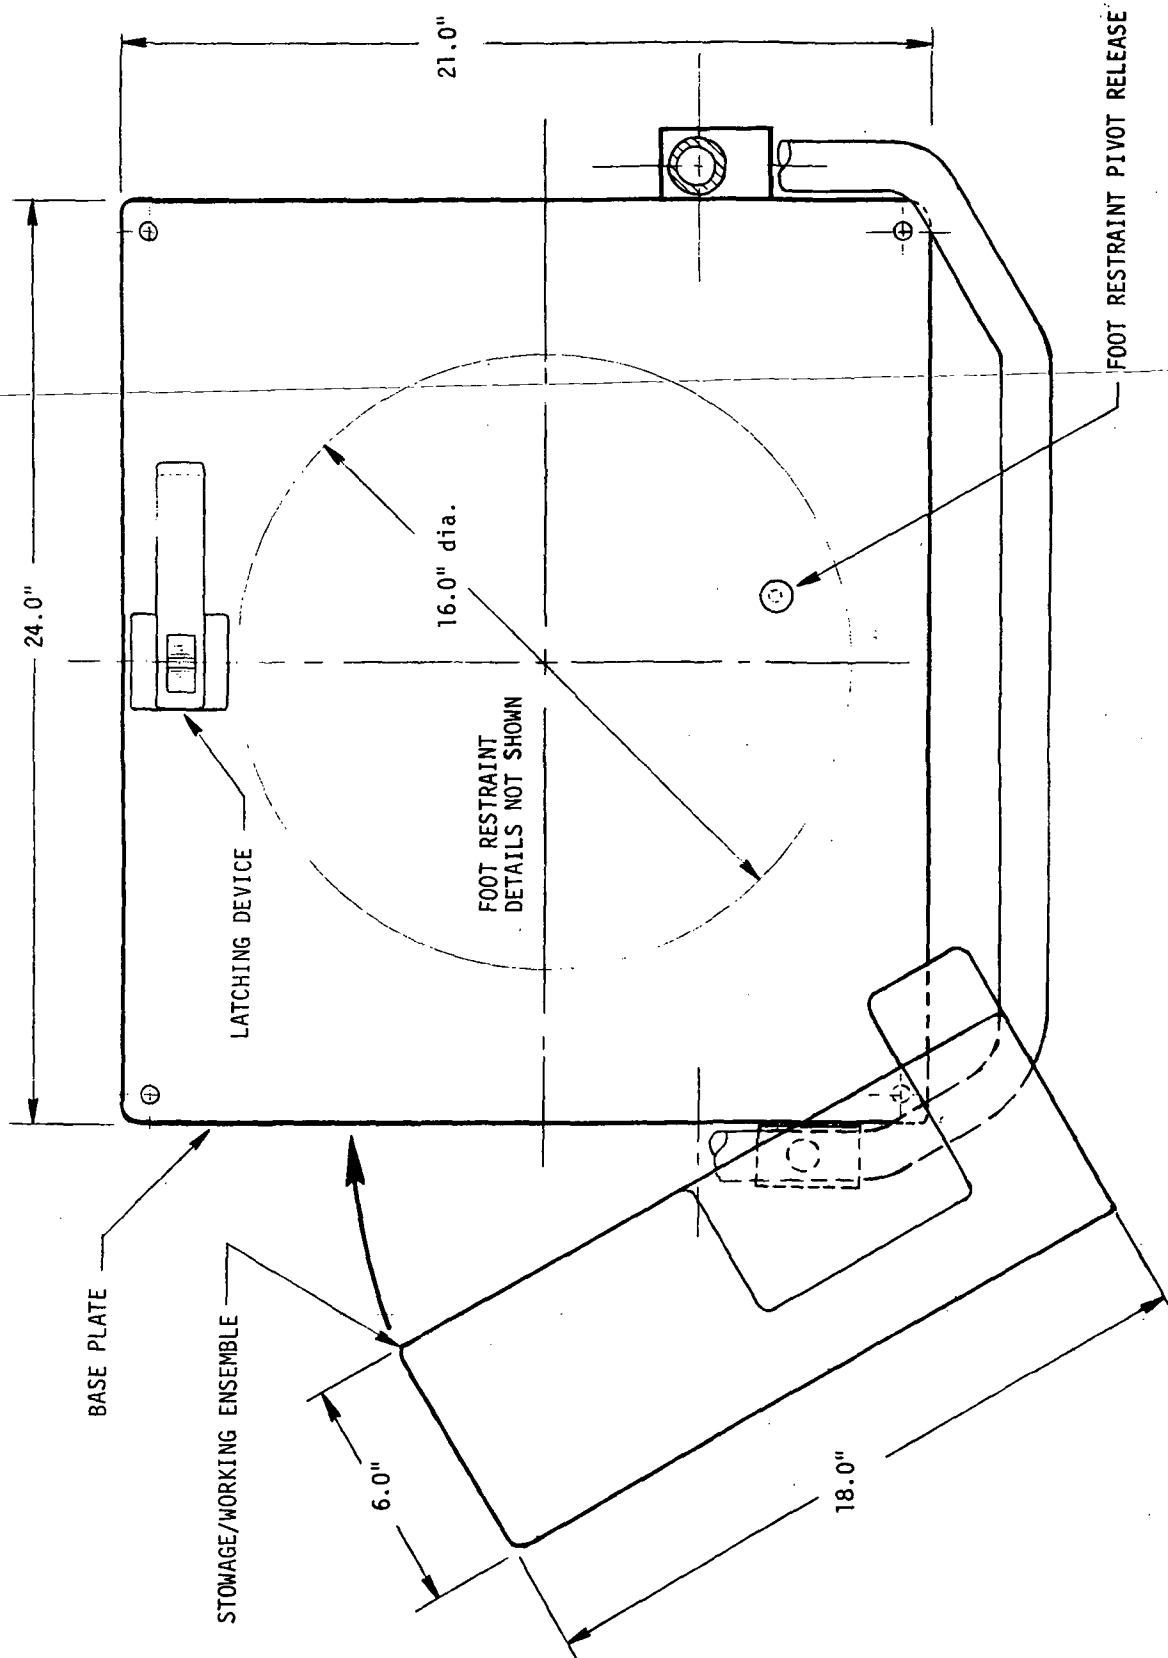 BASE PLATE
STOWAGE/WORKING ENSEMBLE
LATCHING DEVICE
24.0"
6.0"
FOOT RESTRAINT
DETAILS NOT SHOWN
16.0" dia.
21.0"
18.0"
FOOT RESTRAINT PIVOT RELEASE